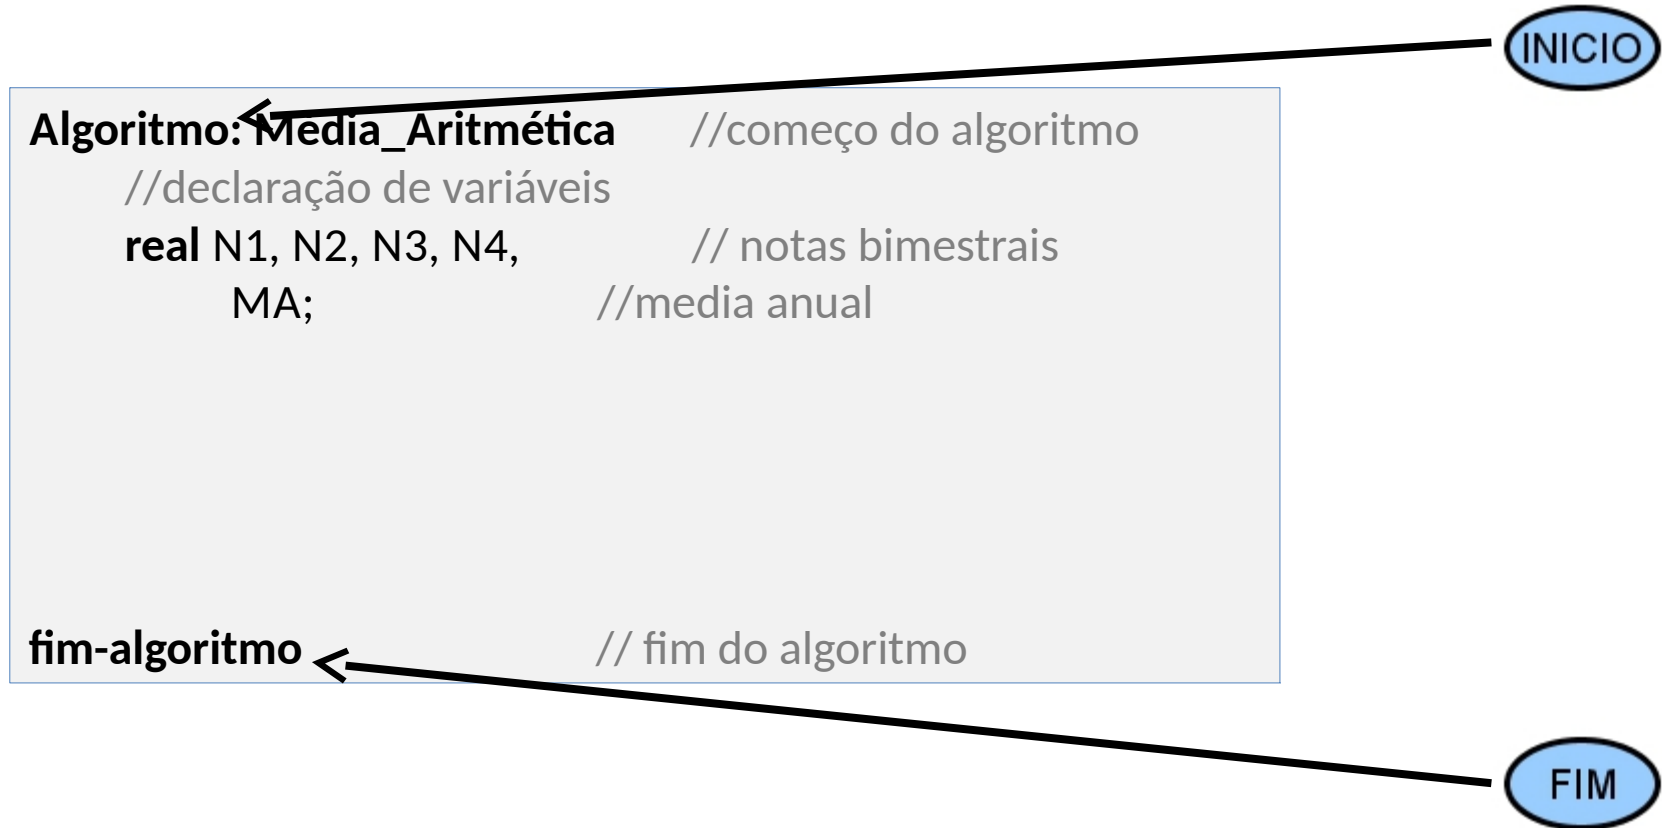 INICIO
Algoritmo: Media_Aritmética //começo do algoritmo
//declaração de variáveis
real N1, N2, N3, N4, // notas bimestrais
MA; //media anual
fim-algoritmo // fim do algoritmo
FIM